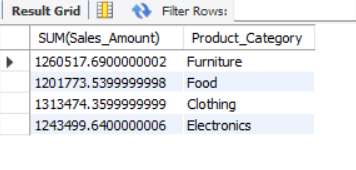 Result Grid Filter Rows:
SUM(Sales_Amount) Product_Category
1260517.6900000002 Furniture
1201773.5399999998 Food
1313474.3599999999 Clothing
1243499.6400000006 Electronics